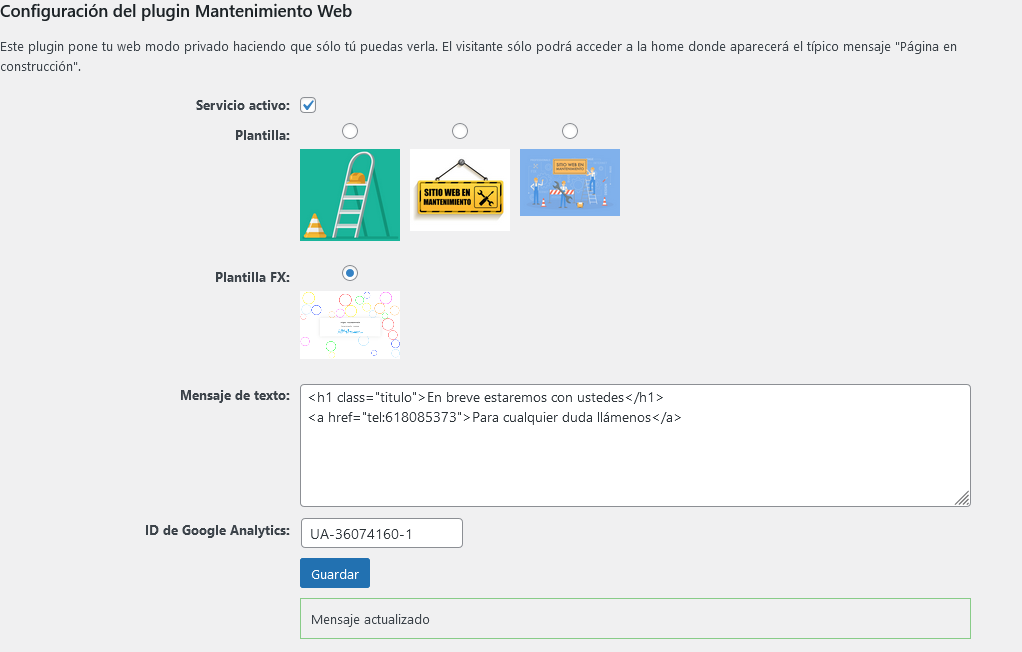 Configuración del plugin Mantenimiento Web
Este plugin pone tu web modo privado haciendo que sólo tú puedas verla. El visitante sólo podrá acceder a la home donde aparecerá el típico mensaje "Página en
construcción".
Servicio activo:
Plantilla:
SITIO WEB EN
MANTENIMIENTO
SITIO WEB EN
MANTENIMIENTO
Plantilla FX:
Mensaje de texto:
<h1 class="titulo">En breve estaremos con ustedes</h1>
<a href="tel:618085373">Para cualquier duda llámenos</a>
ID de Google Analytics:
UA-36074160-1
Guardar
Mensaje actualizado